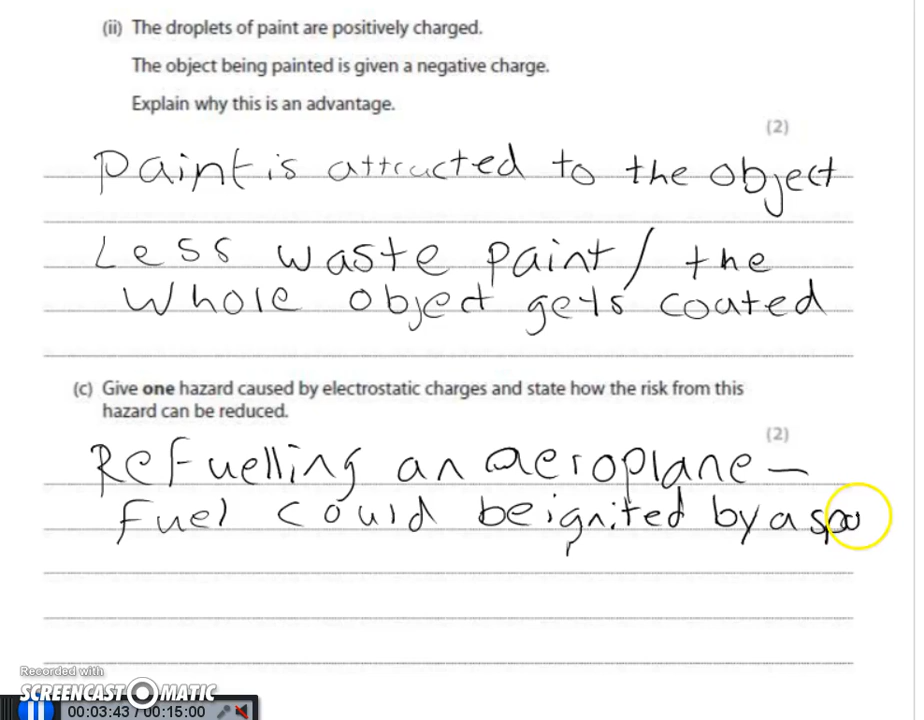 (ii) The droplets of paint are positively charged.
The object being painted is given a negative charge.
Explain why this is an advantage.
(2)
Paint is attracted to the object
Less waste paint/ the
whole object gets coated
(c) Give one hazard caused by electrostatic charges and state how the risk from this
hazard can be reduced.
(2)
Refuelling an aeroplane —
fuel could be ignited by a spa
Recorded with
SCREENCAST-O-MATIC
00:03:43 / 00:15:00